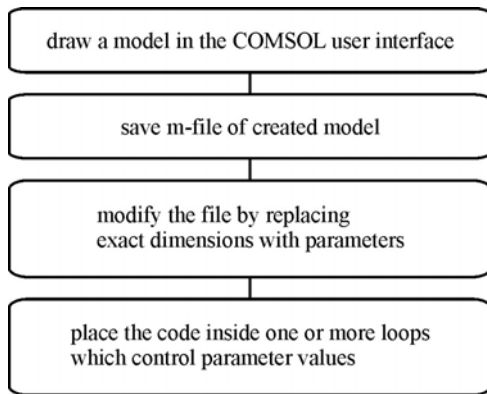 draw a model in the COMSOL user interface
save m-file of created model
modify the file by replacing
exact dimensions with parameters
place the code inside one or more loops
which control parameter values